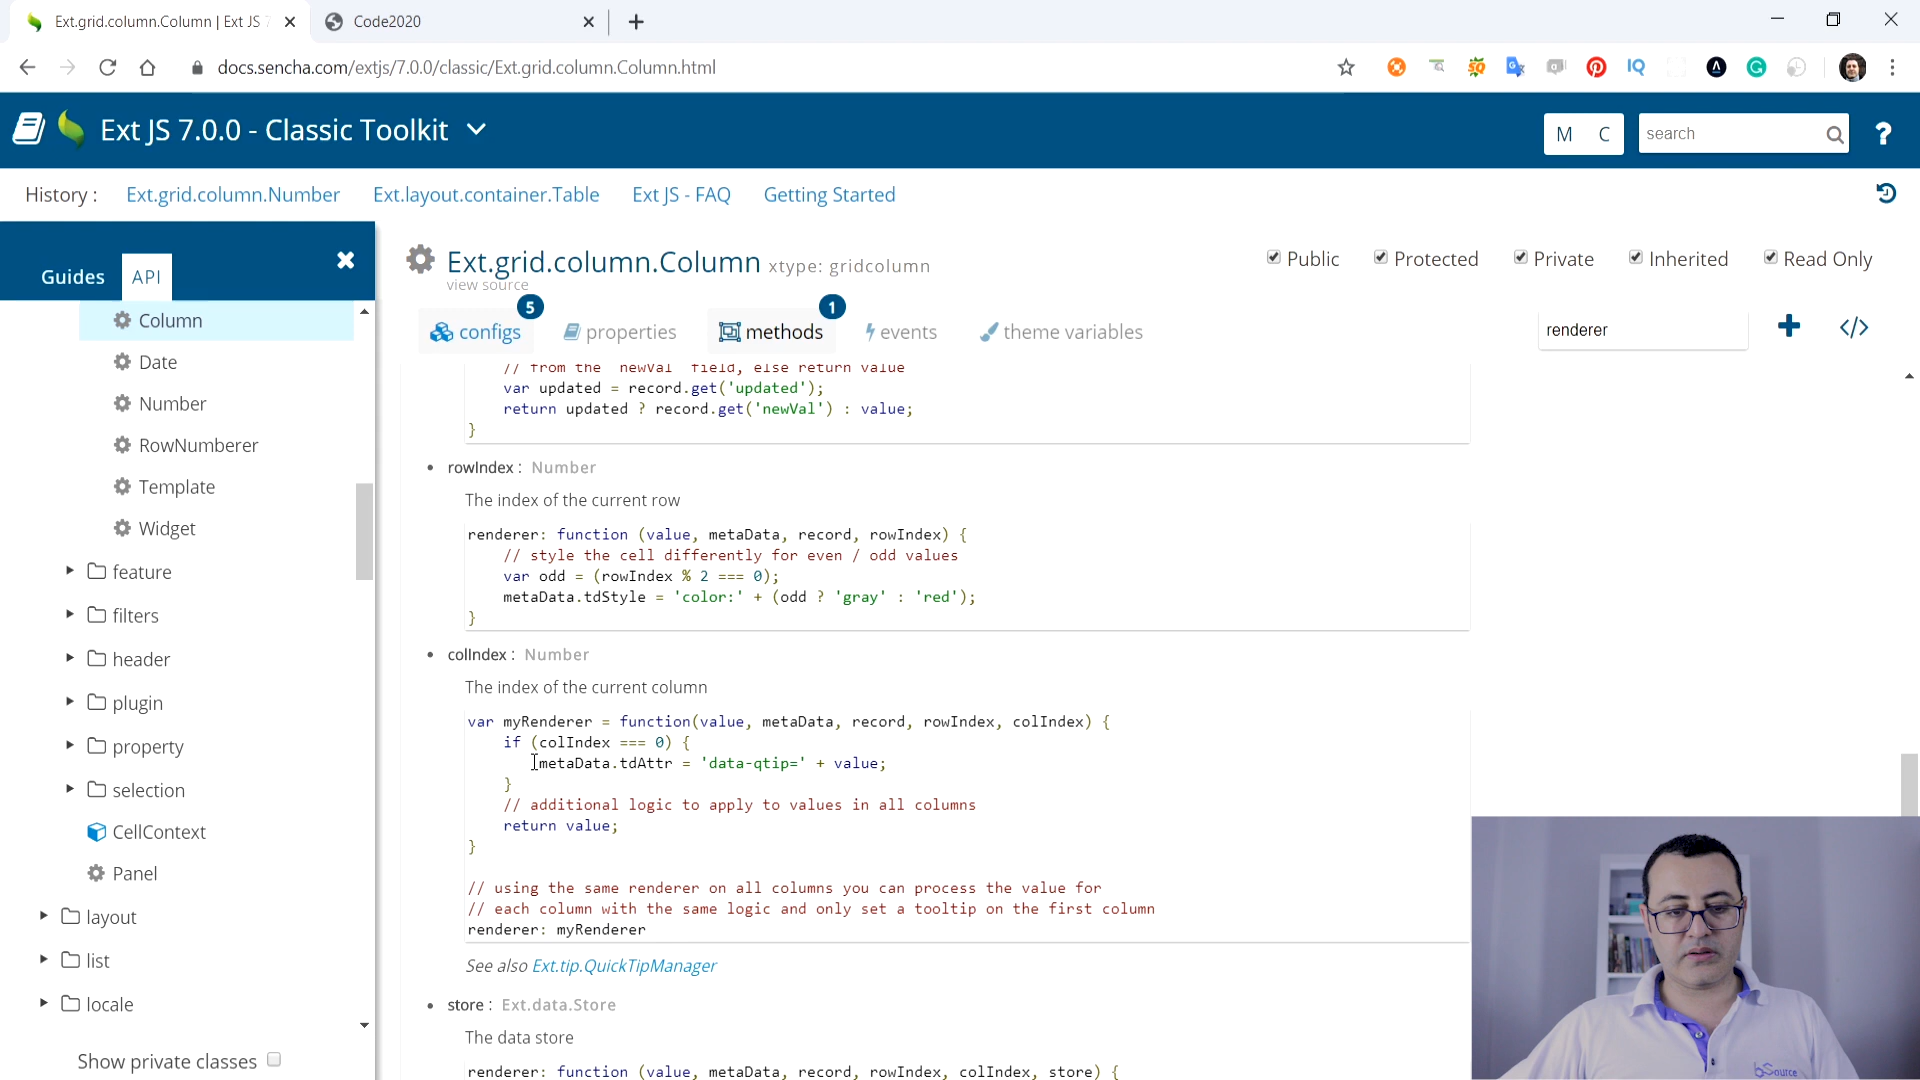 Ext.grid.column.Column | Ext JS 7
Code2020
docs.sencha.com/extjs/7.0.0/classic/Ext.grid.column.Column.html
Ext JS 7.0.0 - Classic Toolkit
M C
search
?
History :
Ext.grid.column.Number
Ext.layout.container.Table
Ext JS - FAQ
Getting Started
Guides
API
Column
Date
Number
RowNumberer
Template
Widget
feature
filters
header
plugin
property
selection
CellContext
Panel
layout
list
locale
Show private classes
Ext.grid.column.Column xtype: gridcolumn
view source
Public
Protected
Private
Inherited
Read Only
configs 5
properties
methods 1
events
theme variables
renderer
// from the `newVal` field, else return value
var updated = record.get('updated');
return updated ? record.get('newVal') : value;
}
rowIndex : Number
The index of the current row
renderer: function (value, metaData, record, rowIndex) {
// style the cell differently for even / odd values
var odd = (rowIndex % 2 === 0);
metaData.tdStyle = 'color:' + (odd ? 'gray' : 'red');
}
colIndex : Number
The index of the current column
var myRenderer = function(value, metaData, record, rowIndex, colIndex) {
if (colIndex === 0) {
metaData.tdAttr = 'data-qtip=' + value;
}
// additional logic to apply to values in all columns
return value;
}
// using the same renderer on all columns you can process the value for
// each column with the same logic and only set a tooltip on the first column
renderer: myRenderer
See also Ext.tip.QuickTipManager
store : Ext.data.Store
The data store
renderer: function (value, metaData, record, rowIndex, colIndex, store) {
bSource